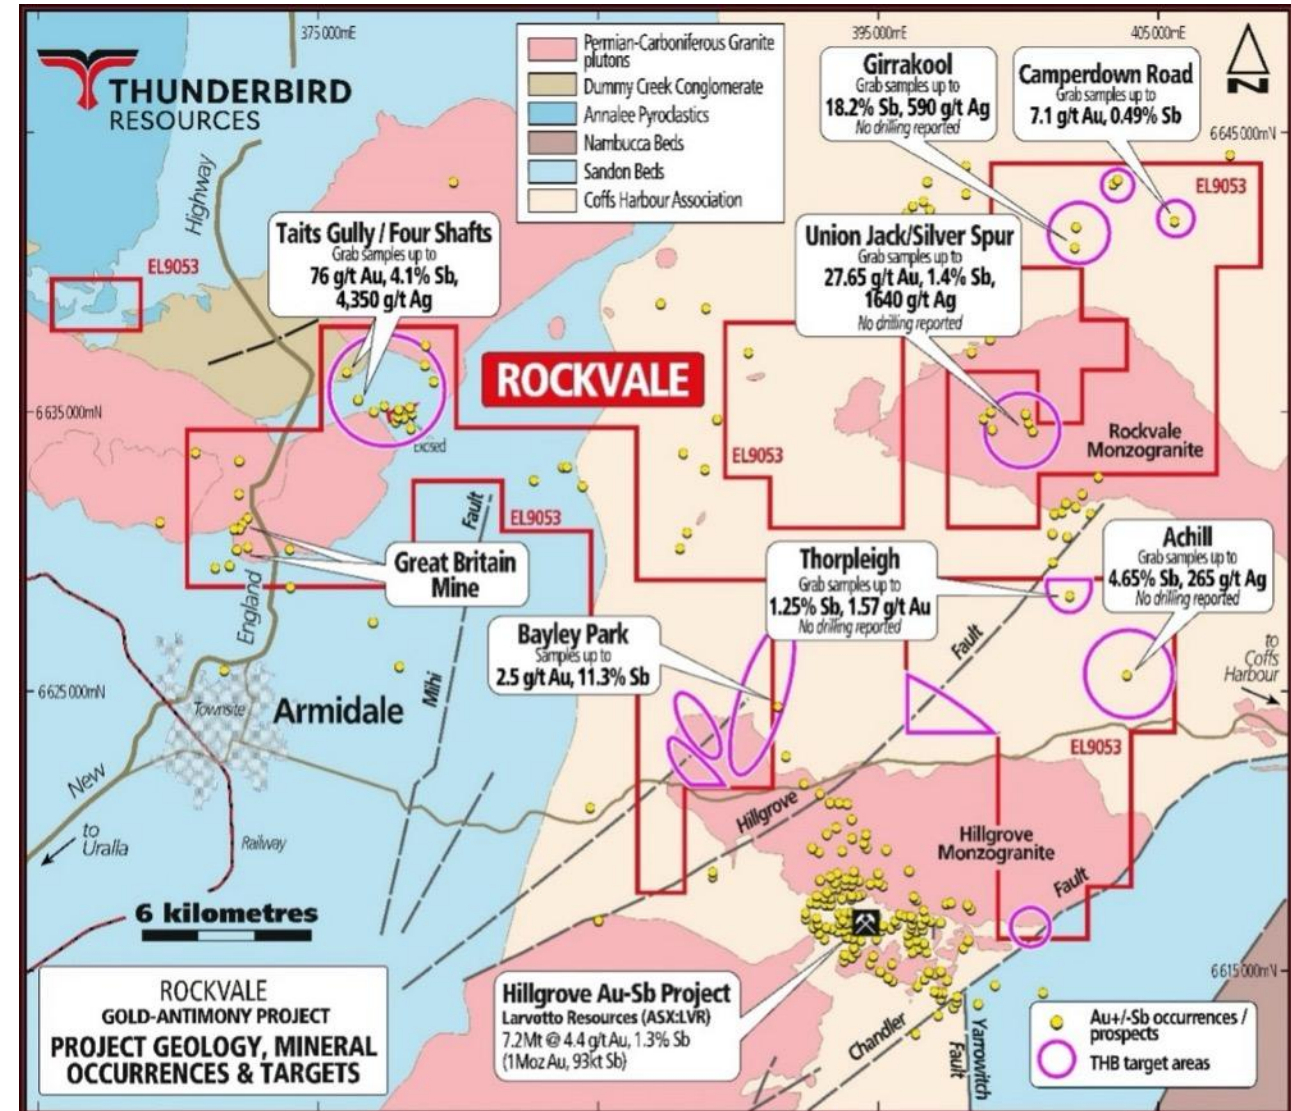 375 000mE
395 000mE
405 000mE
THUNDERBIRD
RESOURCES
Permian-Carboniferous Granite
plutons
Dummy Creek Conglomerate
Annalee Pyroclastics
Nambucca Beds
Sandon Beds
Coffs Harbour Association
Girrakool
Grab samples up to
18.2% Sb, 590 g/t Ag
No drilling reported
Camperdown Road
Grab samples up to
7.1 g/t Au, 0.49% Sb
N
6 645 000mN
EL9053
Highway
Taits Gully / Four Shafts
Grab samples up to
76 g/t Au, 4.1% Sb,
4,350 g/t Ag
Union Jack/Silver Spur
Grab samples up to
27.65 g/t Au, 1.4% Sb,
1640 g/t Ag
No drilling reported
EL9053
ROCKVALE
6 635 000mN
Exposed
EL9053
Rockvale
Monzogranite
Fault
EL9053
Great Britain
Mine
England
Thorpleigh
Grab samples up to
1.25% Sb, 1.57 g/t Au
No drilling reported
Achill
Grab samples up to
4.65% Sb, 265 g/t Ag
No drilling reported
Bayley Park
Samples up to
2.5 g/t Au, 11.3% Sb
Fault
to
Coffs
Harbour
6 625 000mN
Townsite
Armidale
Mihi
EL9053
New
to
Uralla
Railway
Hillgrove
Hillgrove
Monzogranite
Fault
6 kilometres
ROCKVALE
GOLD-ANTIMONY PROJECT
PROJECT GEOLOGY, MINERAL
OCCURRENCES & TARGETS
Hillgrove Au-Sb Project
Larvotto Resources (ASX:LVR)
7.2Mt @ 4.4 g/t Au, 1.3% Sb
(1Moz Au, 93kt Sb)
Chandler
Yarrowitch
Fault
6 615 000mN
Au+/-Sb occurrences /
prospects
THB target areas